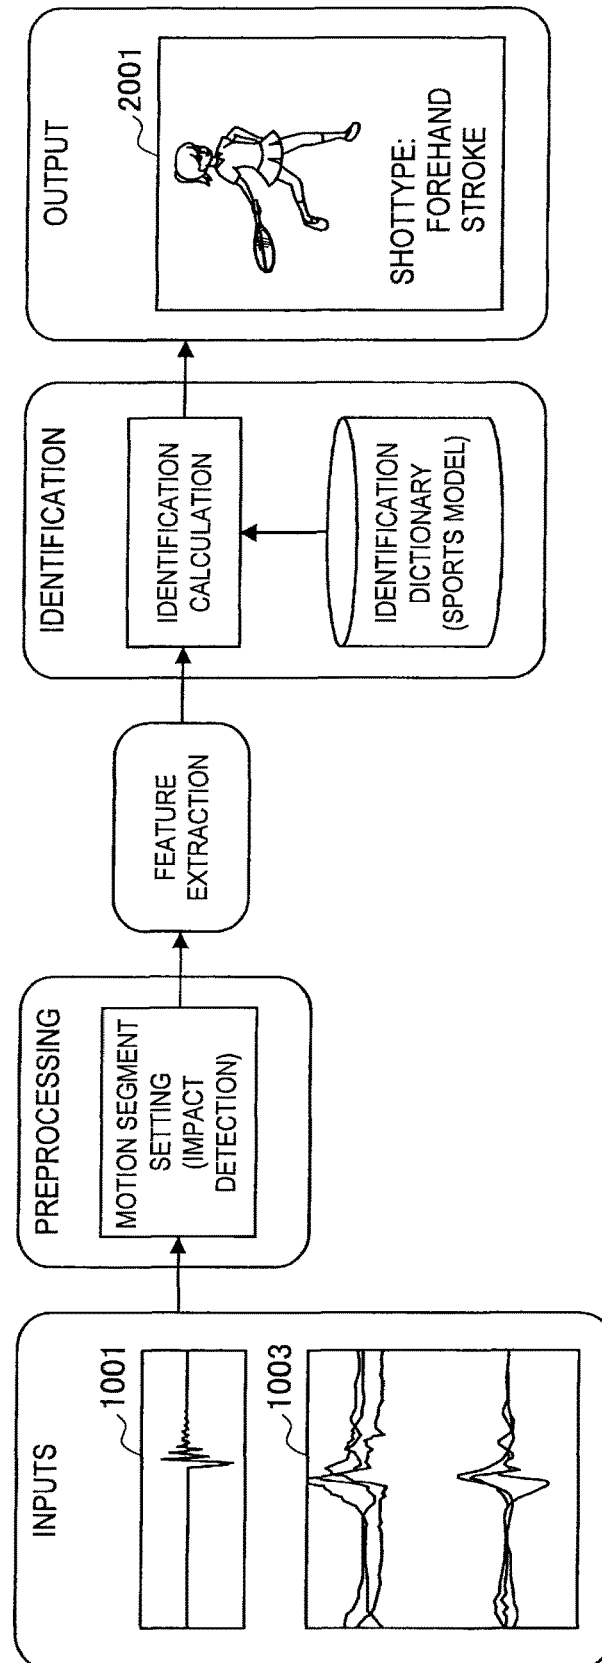 INPUTS
1001
1003
PREPROCESSING
MOTION SEGMENT
SETTING
(IMPACT
DETECTION)
FEATURE
EXTRACTION
IDENTIFICATION
IDENTIFICATION
CALCULATION
IDENTIFICATION
DICTIONARY
(SPORTS MODEL)
OUTPUT
2001
SHOTTYPE:
FOREHAND
STROKE